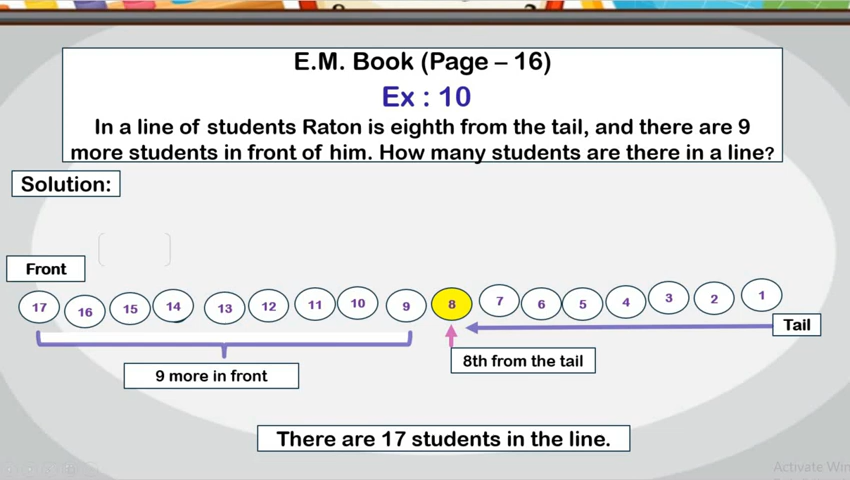 E.M. Book (Page – 16)
Ex : 10
In a line of students Raton is eighth from the tail, and there are 9
more students in front of him. How many students are there in a line?
Solution:
Front
17 16 15 14 13 12 11 10 9 8 7 6 5 4 3 2 1
Tail
9 more in front
8th from the tail
There are 17 students in the line.
Activate Win